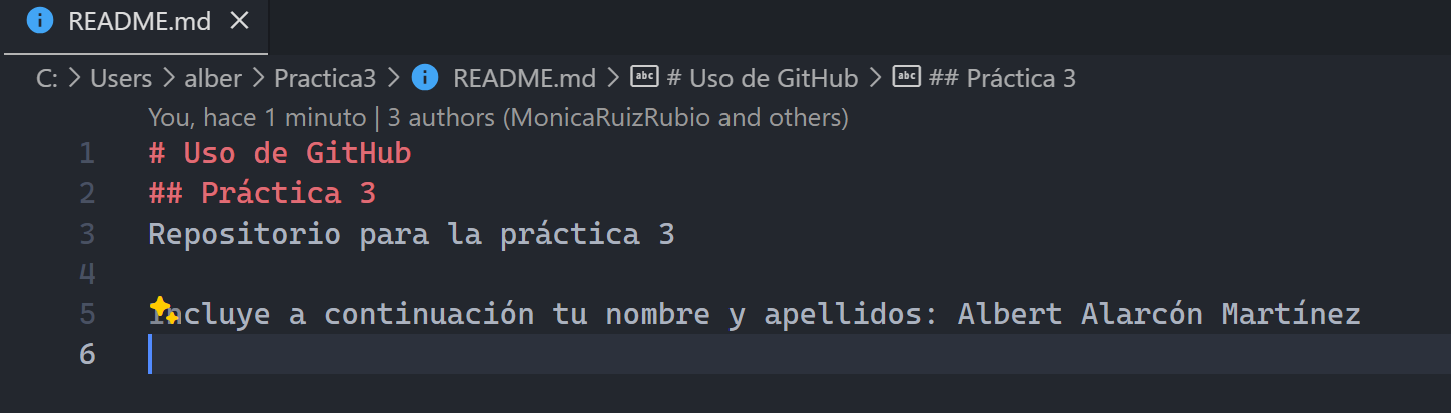 README.md
C: > Users > alber > Practica3 > README.md > # Uso de GitHub > ## Práctica 3
You, hace 1 minuto | 3 authors (MonicaRuizRubio and others)
1 # Uso de GitHub
2 ## Práctica 3
3 Repositorio para la práctica 3
4
5 Incluye a continuación tu nombre y apellidos: Albert Alarcón Martínez
6